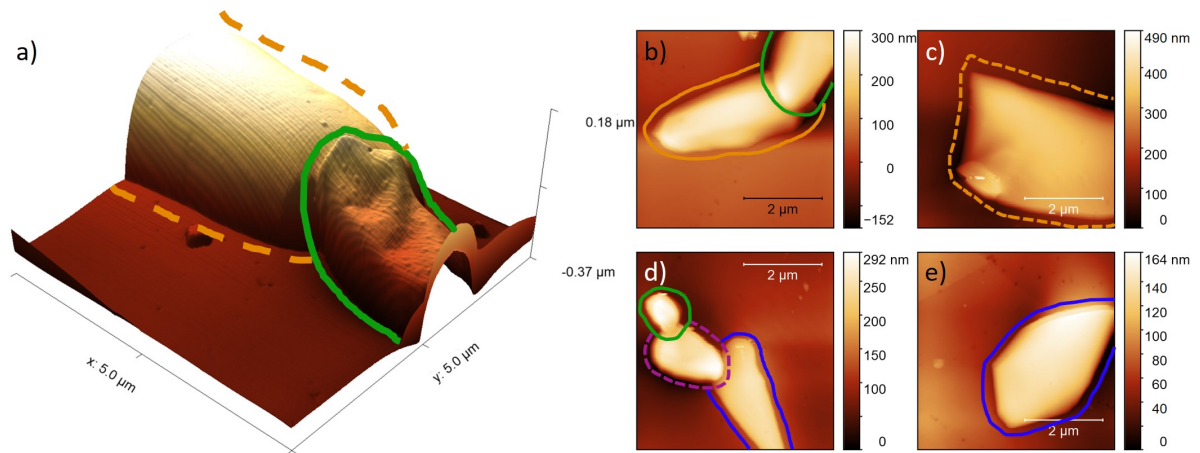 a)
0.18 µm
-0.37 µm
x: 5.0 µm
y: 5.0 µm
b)
2 µm
300 nm
200
100
0
−152
c)
2 µm
490 nm
400
300
200
100
0
d)
2 µm
292 nm
250
200
150
100
0
e)
2 µm
164 nm
140
120
100
80
60
40
0